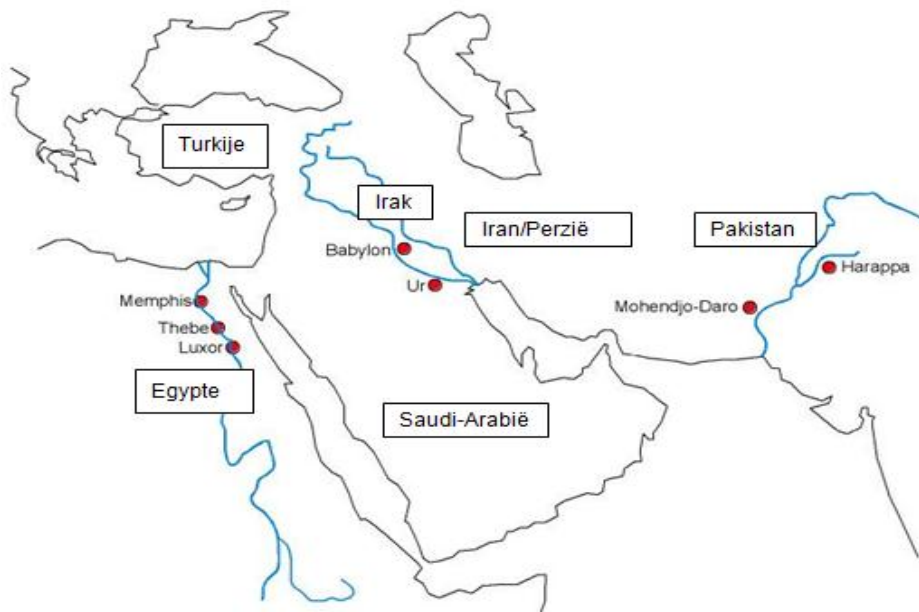 Turkije
Irak
Iran/Perzië
Pakistan
Babylon
Harappa
Ur
Memphis
Mohendjo-Daro
Thebe
Luxor
Egypte
Saudi-Arabië